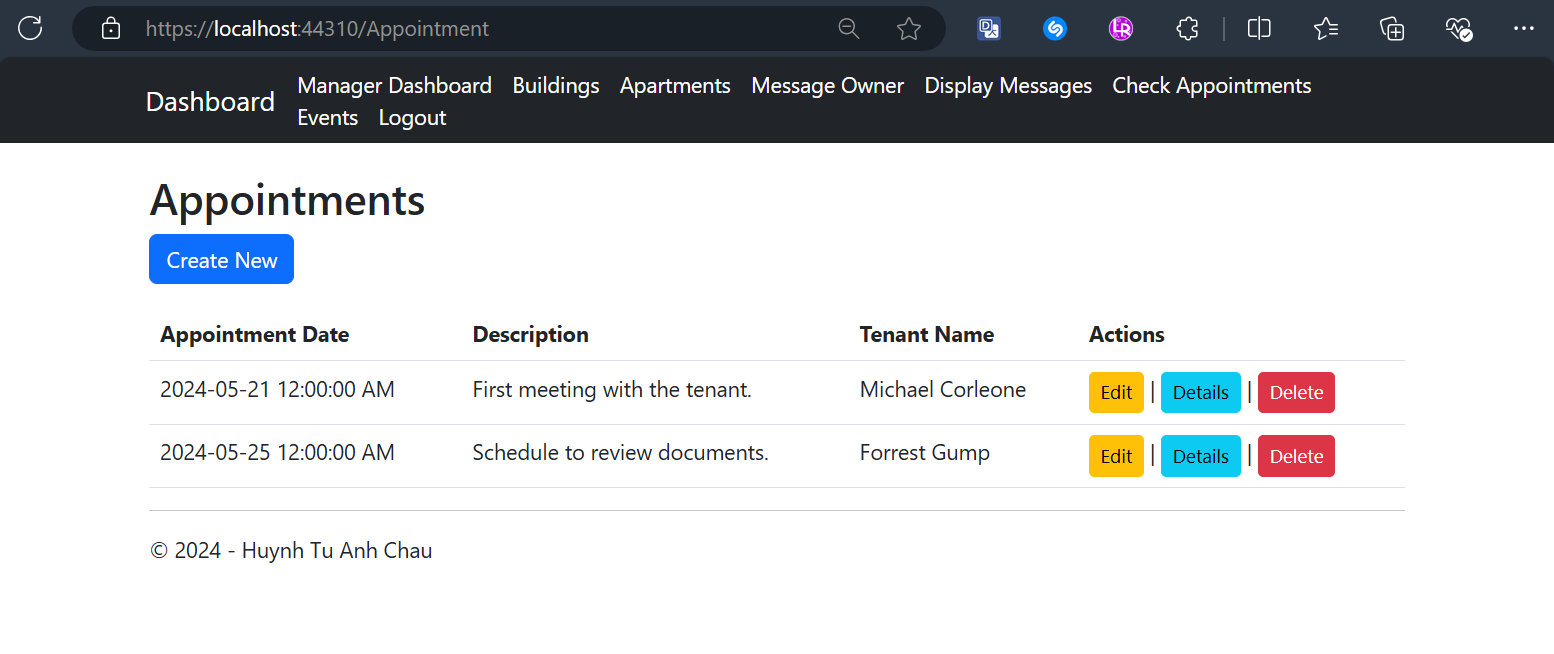 https://localhost:44310/Appointment
Dashboard
Manager Dashboard Buildings Apartments Message Owner Display Messages Check Appointments
Events Logout
Appointments
Create New
Appointment Date Description Tenant Name Actions
2024-05-21 12:00:00 AM First meeting with the tenant. Michael Corleone Edit | Details | Delete
2024-05-25 12:00:00 AM Schedule to review documents. Forrest Gump Edit | Details | Delete
© 2024 - Huynh Tu Anh Chau